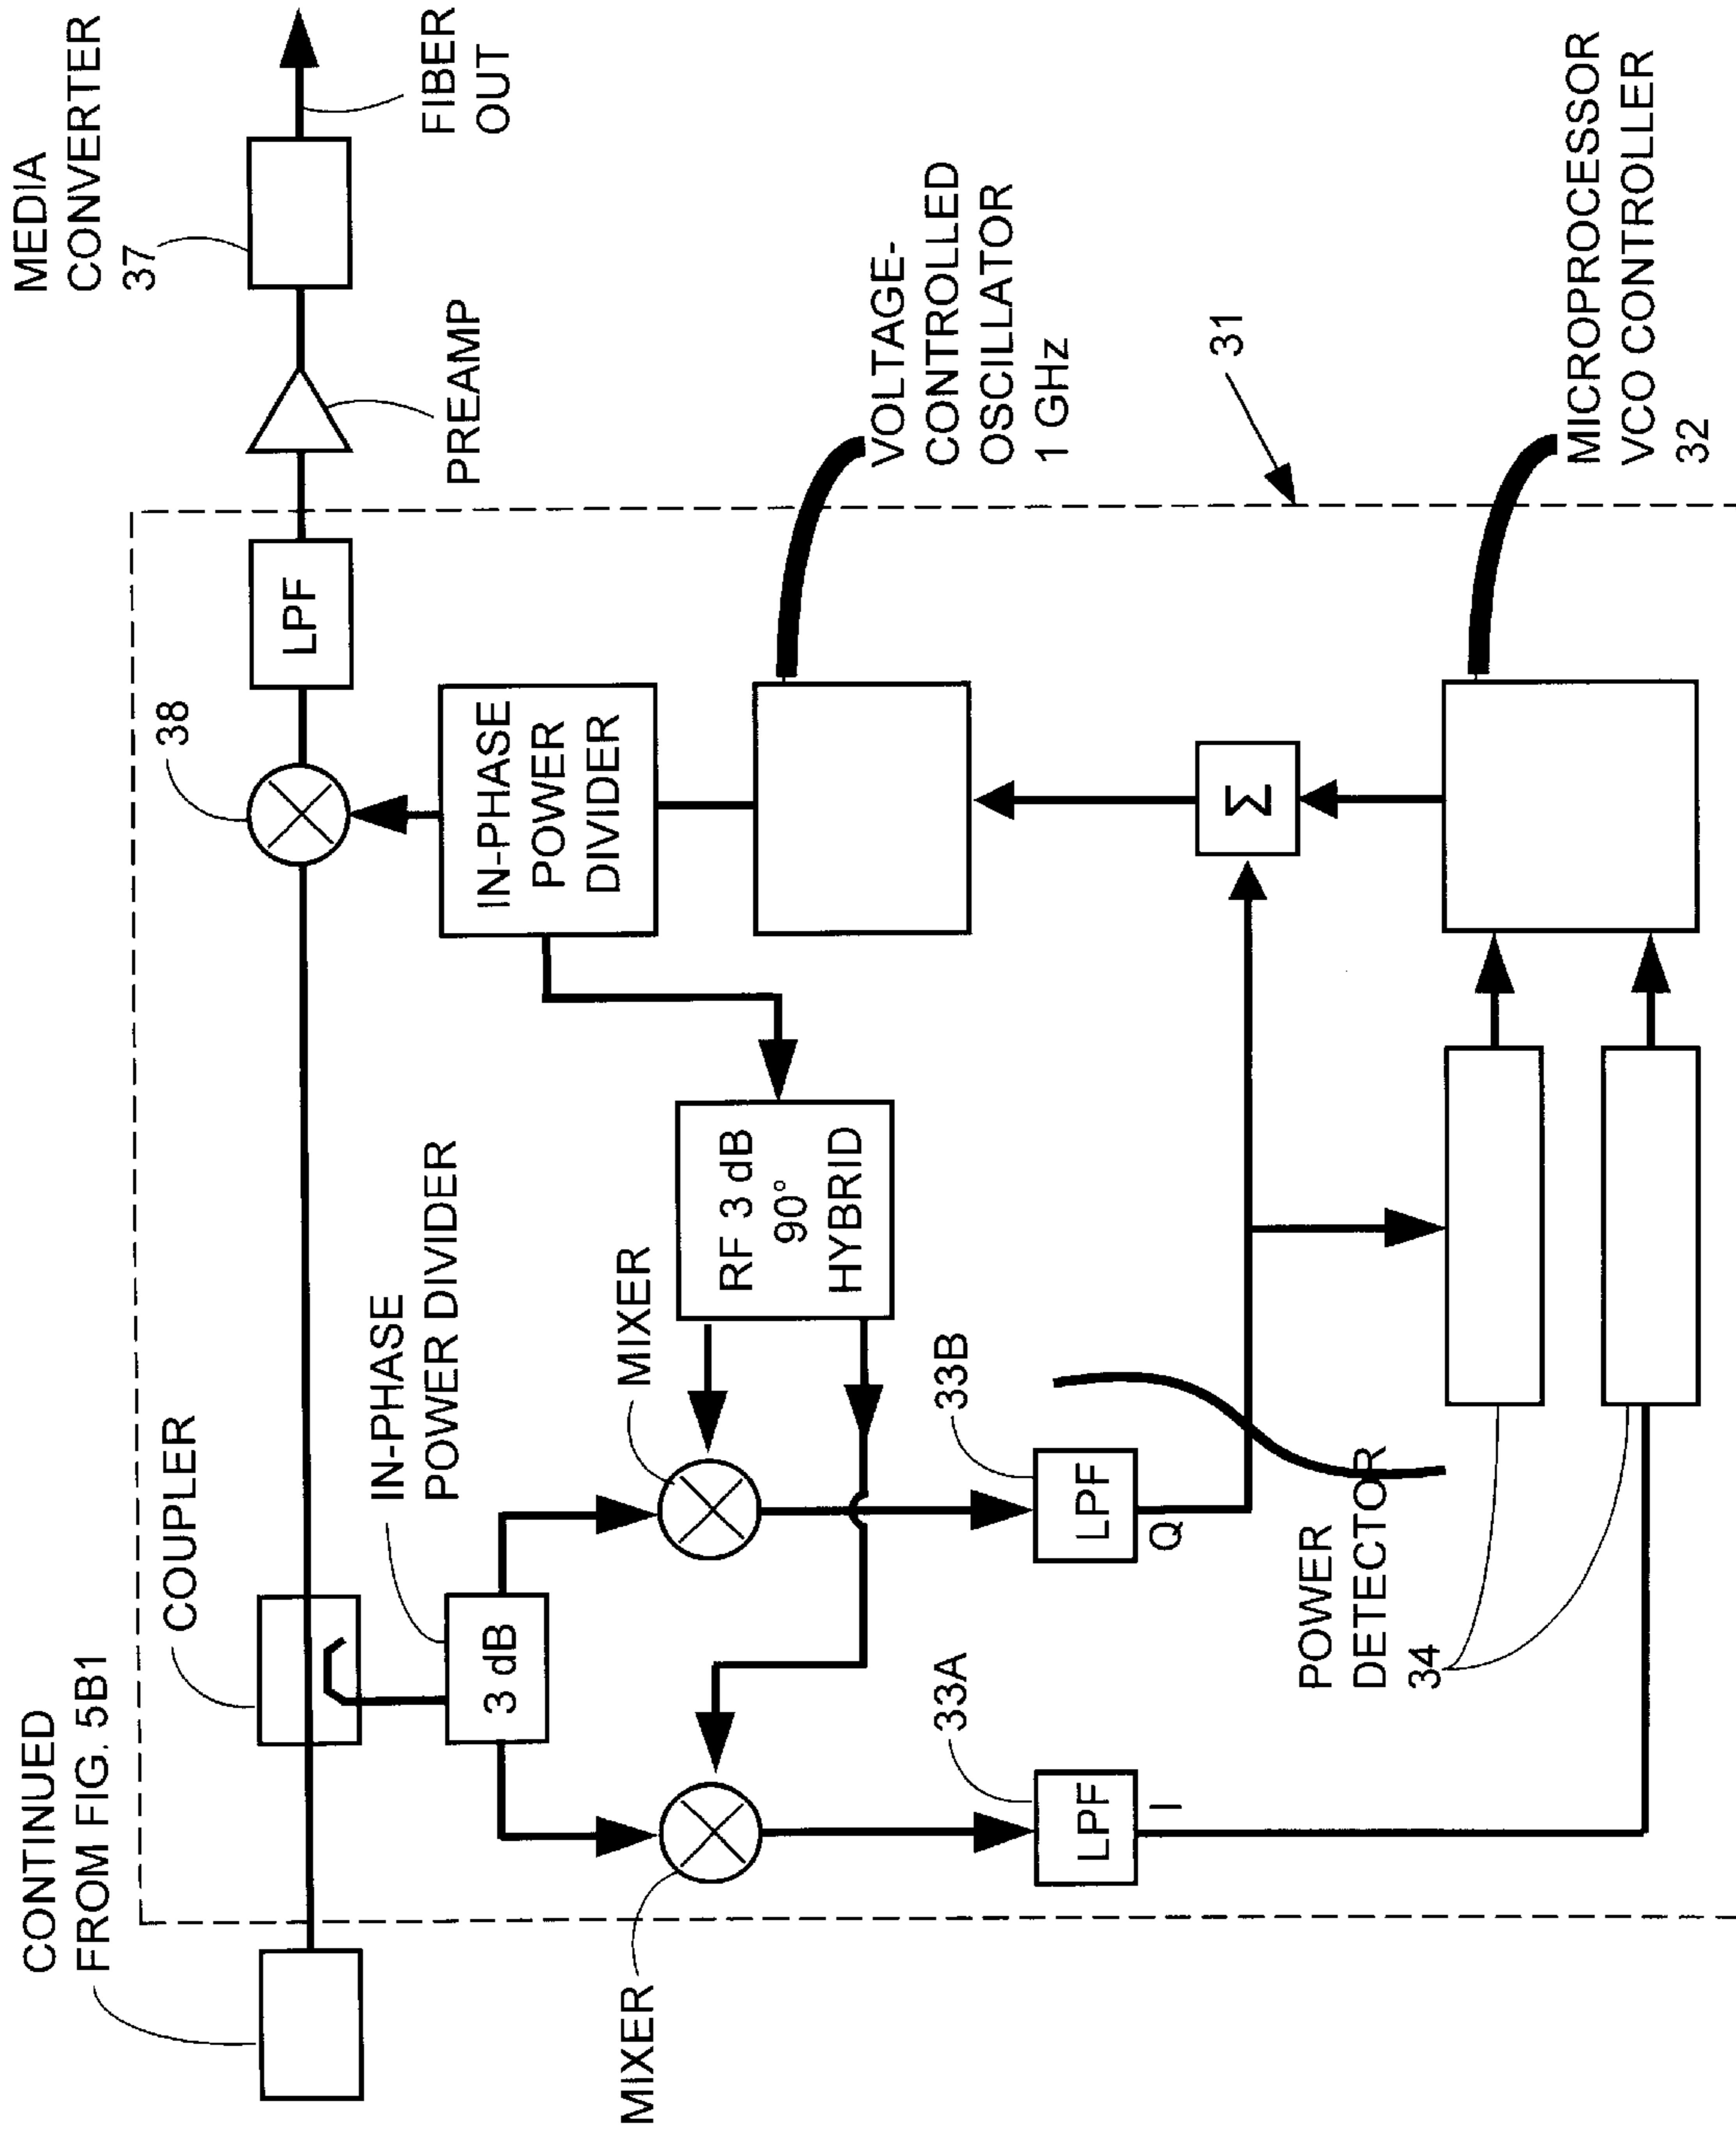 CONTINUED
FROM FIG. 5B1
COUPLER
IN-PHASE
POWER DIVIDER
38
MEDIA
CONVERTER
37
LPF
PREAMP
FIBER
OUT
3 dB
MIXER
MIXER
RF 3 dB
90°
HYBRID
IN-PHASE
POWER
DIVIDER
VOLTAGE-
CONTROLLED
OSCILLATOR
1 GHz
33A
33B
LPF
I
LPF
Q
Σ
31
POWER
DETECTOR
34
MICROPROCESSOR
VCO CONTROLLER
32